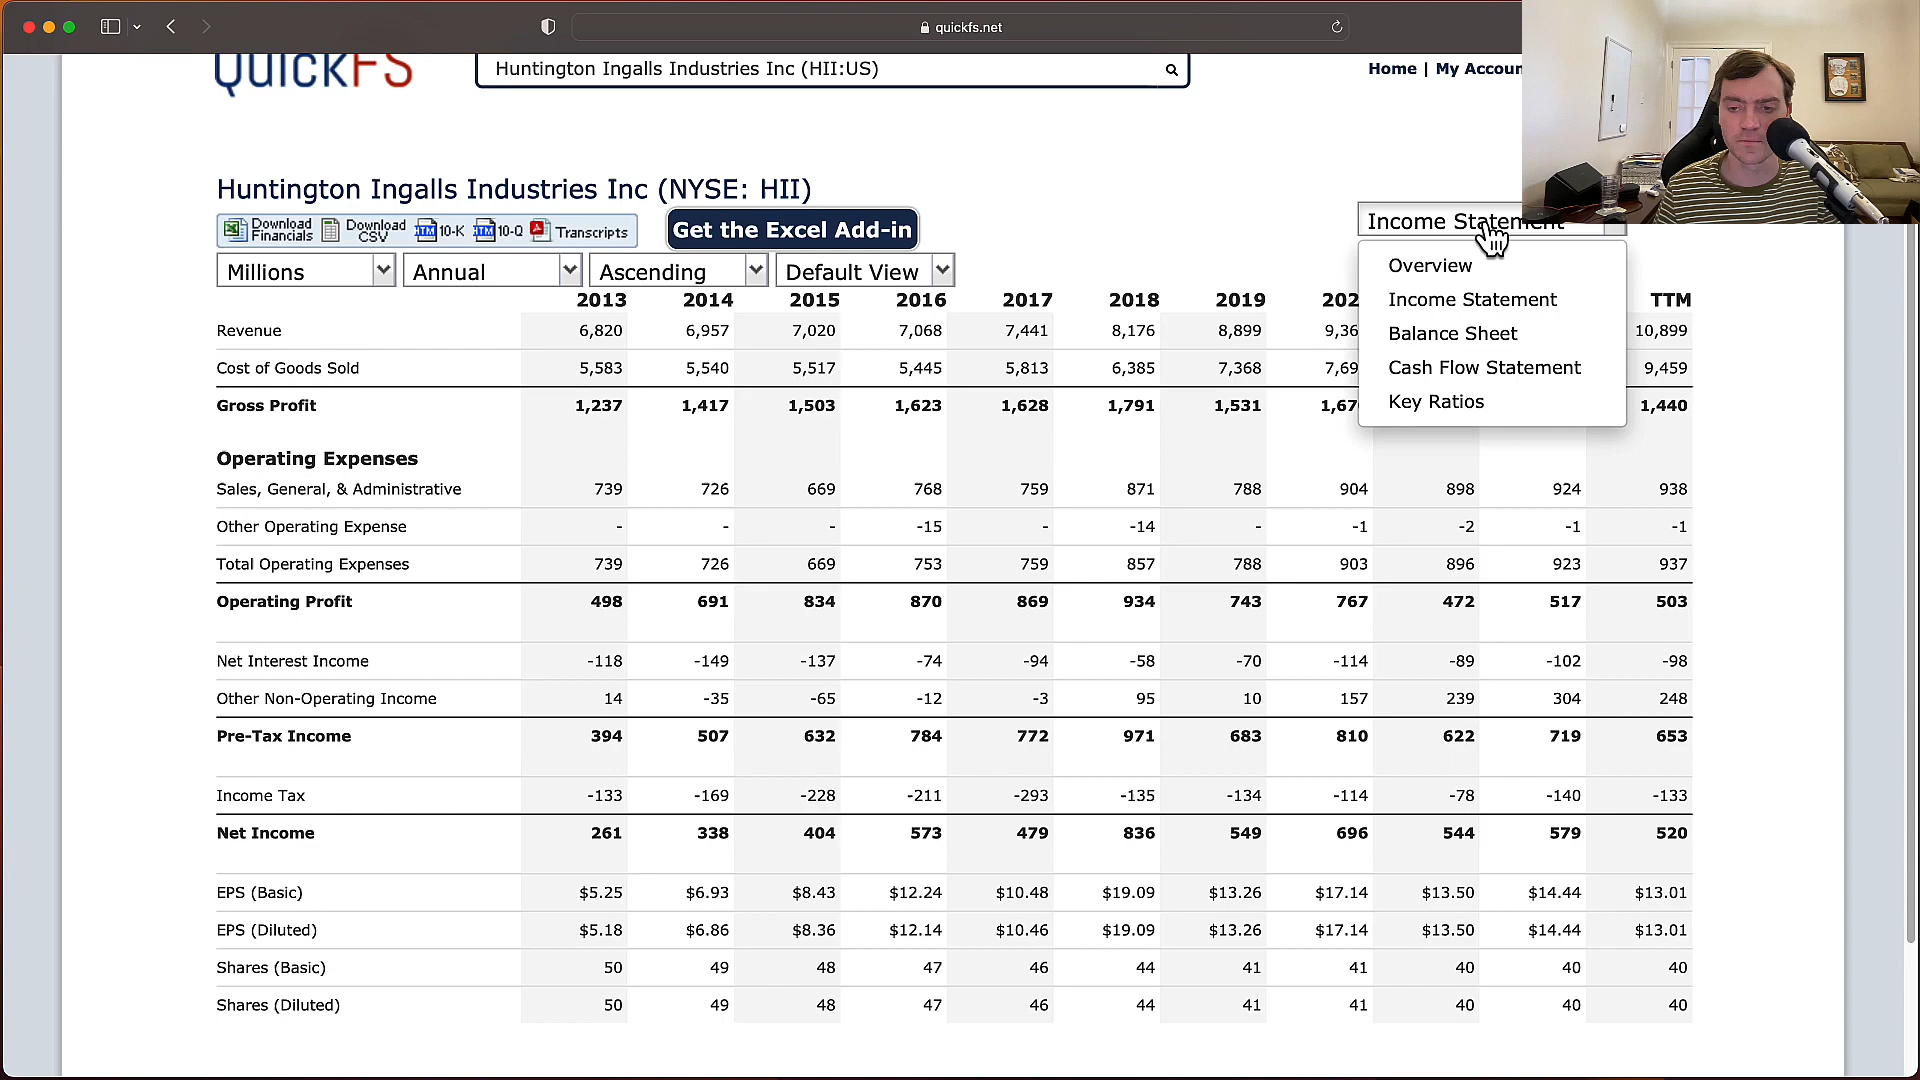 quickfs.net
QuickFS
Huntington Ingalls Industries Inc (HII:US)
Home | My Accoun
Huntington Ingalls Industries Inc (NYSE: HII)
Download Financials Download CSV 10-K 10-Q Transcripts
Get the Excel Add-in
Income Statement
Millions Annual Ascending Default View
Overview
Income Statement
Balance Sheet
Cash Flow Statement
Key Ratios
2013 2014 2015 2016 2017 2018 2019 202 TTM
Revenue 6,820 6,957 7,020 7,068 7,441 8,176 8,899 9,36 10,899
Cost of Goods Sold 5,583 5,540 5,517 5,445 5,813 6,385 7,368 7,69 9,459
Gross Profit 1,237 1,417 1,503 1,623 1,628 1,791 1,531 1,67 1,440
Operating Expenses
Sales, General, & Administrative 739 726 669 768 759 871 788 904 898 924 938
Other Operating Expense - - - -15 - -14 - -1 -2 -1 -1
Total Operating Expenses 739 726 669 753 759 857 788 903 896 923 937
Operating Profit 498 691 834 870 869 934 743 767 472 517 503
Net Interest Income -118 -149 -137 -74 -94 -58 -70 -114 -89 -102 -98
Other Non-Operating Income 14 -35 -65 -12 -3 95 10 157 239 304 248
Pre-Tax Income 394 507 632 784 772 971 683 810 622 719 653
Income Tax -133 -169 -228 -211 -293 -135 -134 -114 -78 -140 -133
Net Income 261 338 404 573 479 836 549 696 544 579 520
EPS (Basic) $5.25 $6.93 $8.43 $12.24 $10.48 $19.09 $13.26 $17.14 $13.50 $14.44 $13.01
EPS (Diluted) $5.18 $6.86 $8.36 $12.14 $10.46 $19.09 $13.26 $17.14 $13.50 $14.44 $13.01
Shares (Basic) 50 49 48 47 46 44 41 41 40 40 40
Shares (Diluted) 50 49 48 47 46 44 41 41 40 40 40